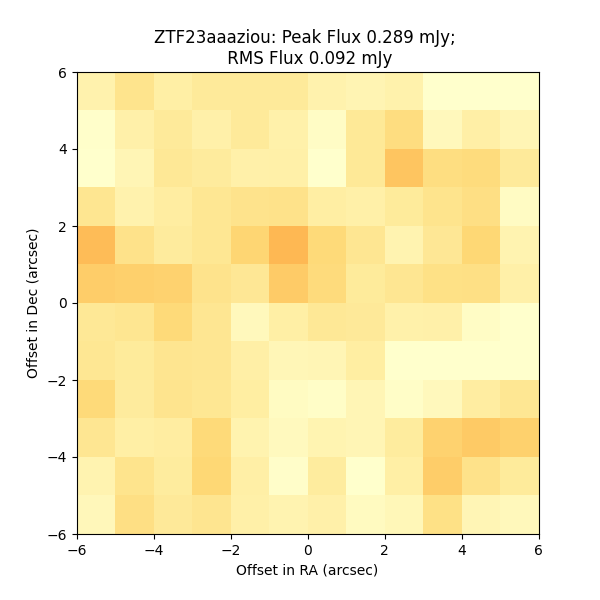 ZTF23aaaziou: Peak Flux 0.289 mJy;
RMS Flux 0.092 mJy
6
4
2
0
−2
−4
−6
Offset in Dec (arcsec)
−6 −4 −2 0 2 4 6
Offset in RA (arcsec)